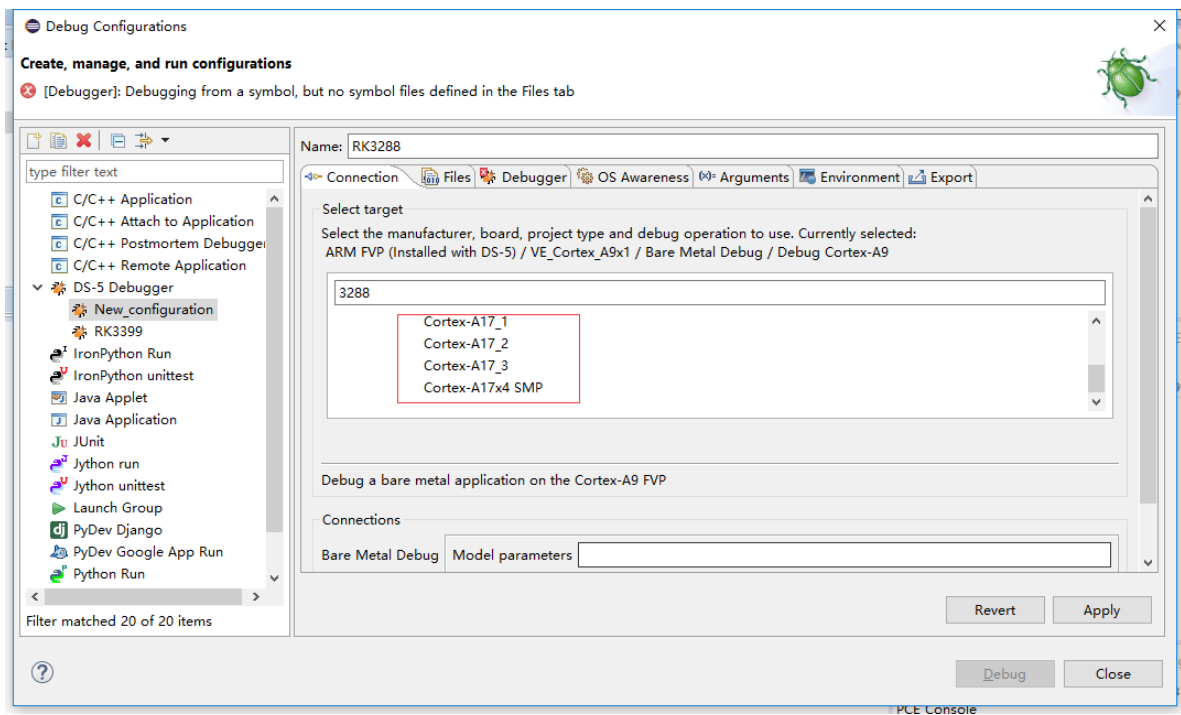 Debug Configurations
Create, manage, and run configurations
[Debugger]: Debugging from a symbol, but no symbol files defined in the Files tab
type filter text
C/C++ Application
C/C++ Attach to Application
C/C++ Postmortem Debugger
C/C++ Remote Application
DS-5 Debugger
New_configuration
RK3399
IronPython Run
IronPython unittest
Java Applet
Java Application
JUnit
Jython run
Jython unittest
Launch Group
PyDev Django
PyDev Google App Run
Python Run
Filter matched 20 of 20 items
Name: RK3288
Connection Files Debugger OS Awareness Arguments Environment Export
Select target
Select the manufacturer, board, project type and debug operation to use. Currently selected:
ARM FVP (Installed with DS-5) / VE_Cortex_A9x1 / Bare Metal Debug / Debug Cortex-A9
3288
Cortex-A17_1
Cortex-A17_2
Cortex-A17_3
Cortex-A17x4 SMP
Debug a bare metal application on the Cortex-A9 FVP
Connections
Bare Metal Debug Model parameters
Revert Apply
Debug Close
PCE Console